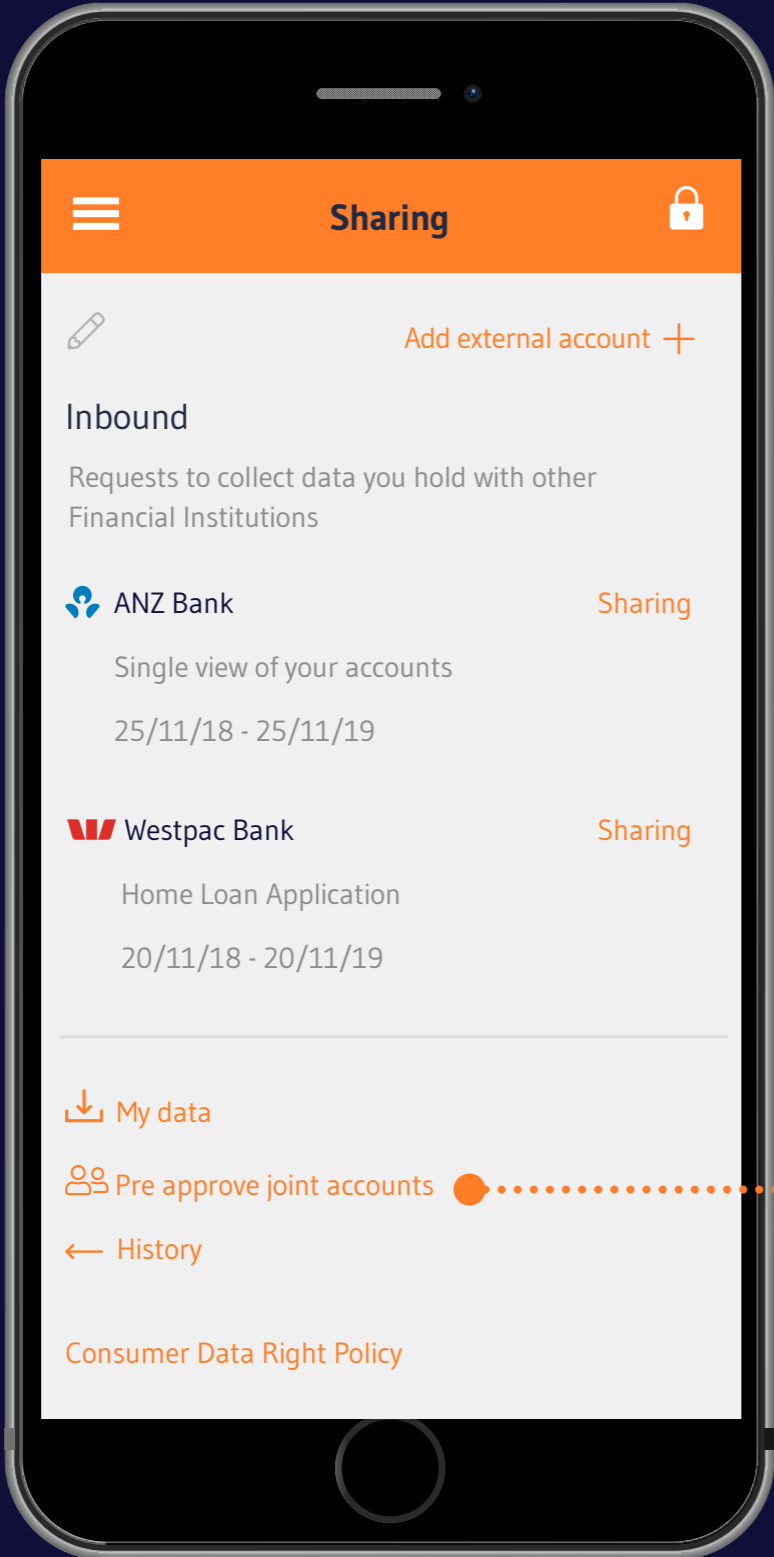 Sharing
Add external account
Inbound
Requests to collect data you hold with other
Financial Institutions
ANZ Bank
Sharing
Single view of your accounts
25/11/18 - 25/11/19
Westpac Bank
Sharing
Home Loan Application
20/11/18 - 20/11/19
My data
Pre approve joint accounts
History
Consumer Data Right Policy